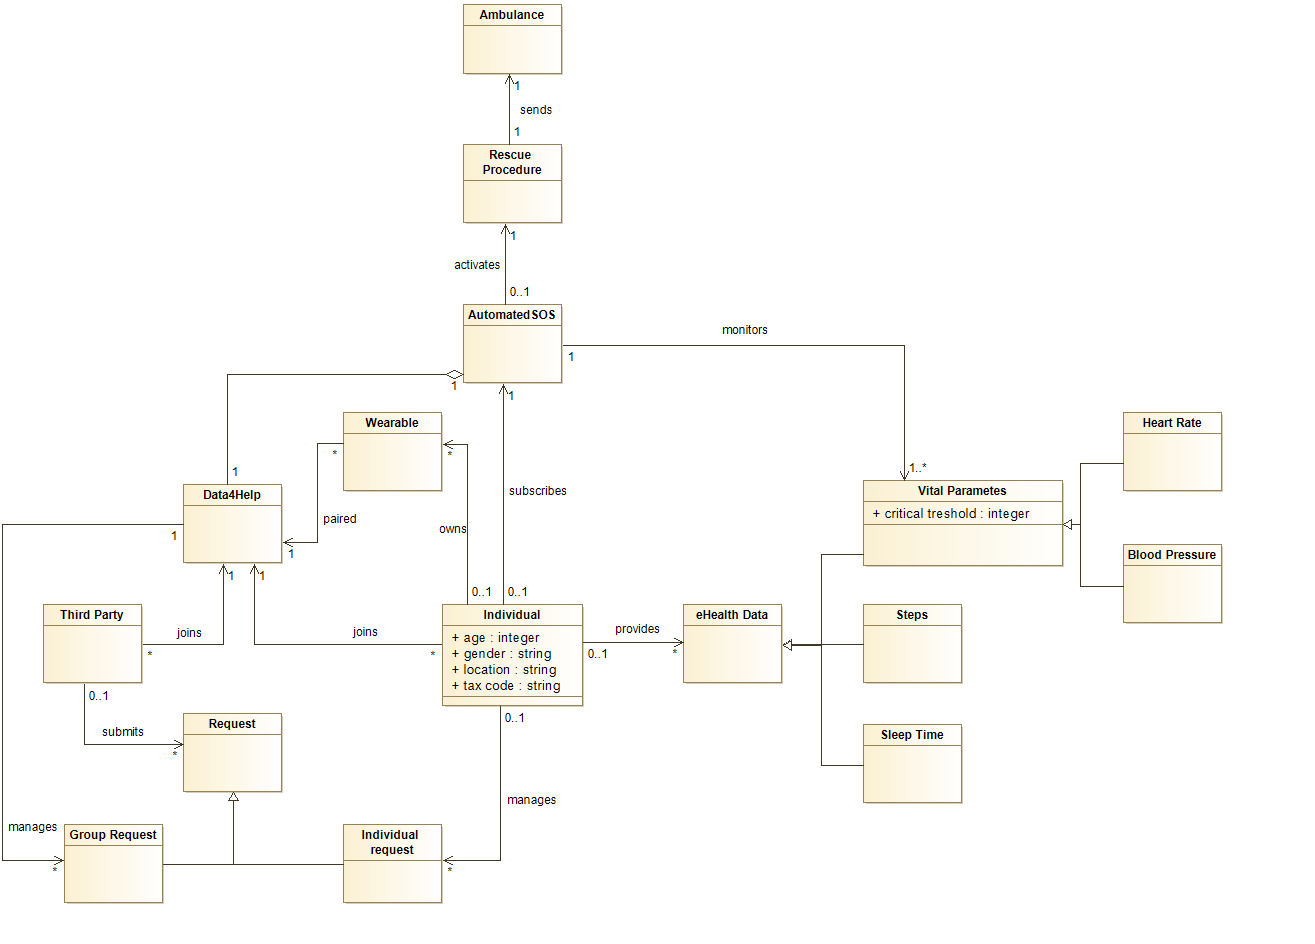 Ambulance
1
sends
1
Rescue
Procedure
1
activates
0..1
AutomatedSOS
monitors
1
1
1
Wearable
Heart Rate
*
*
1..*
1
Data4Help
subscribes
Vital Parametes
+ critical treshold : integer
paired
owns
1
1
Blood Pressure
1
1
0..1
0..1
Third Party
Individual
eHealth Data
Steps
joins
joins
+ age : integer
+ gender : string
+ location : string
+ tax code : string
provides
*
*
0..1
*
0..1
0..1
Request
submits
*
Sleep Time
manages
manages
Group Request
Individual
request
*
*